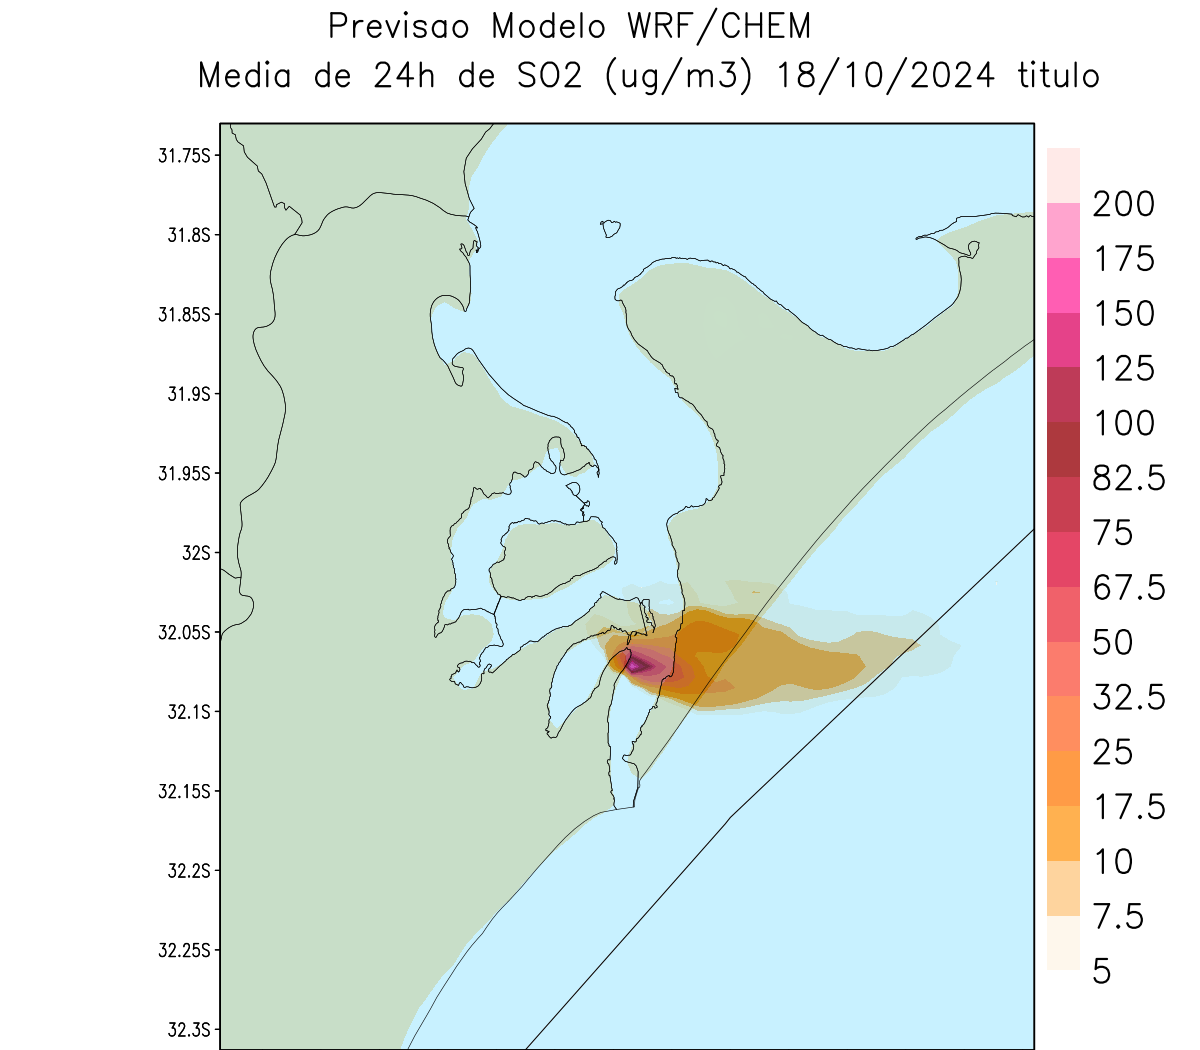 Previsao Modelo WRF/CHEM
Media de 24h de SO2 (ug/m3) 18/10/2024 titulo
31.75S
31.8S
31.85S
31.9S
31.95S
32S
32.05S
32.1S
32.15S
32.2S
32.25S
32.3S
200
175
150
125
100
82.5
75
67.5
50
32.5
25
17.5
10
7.5
5